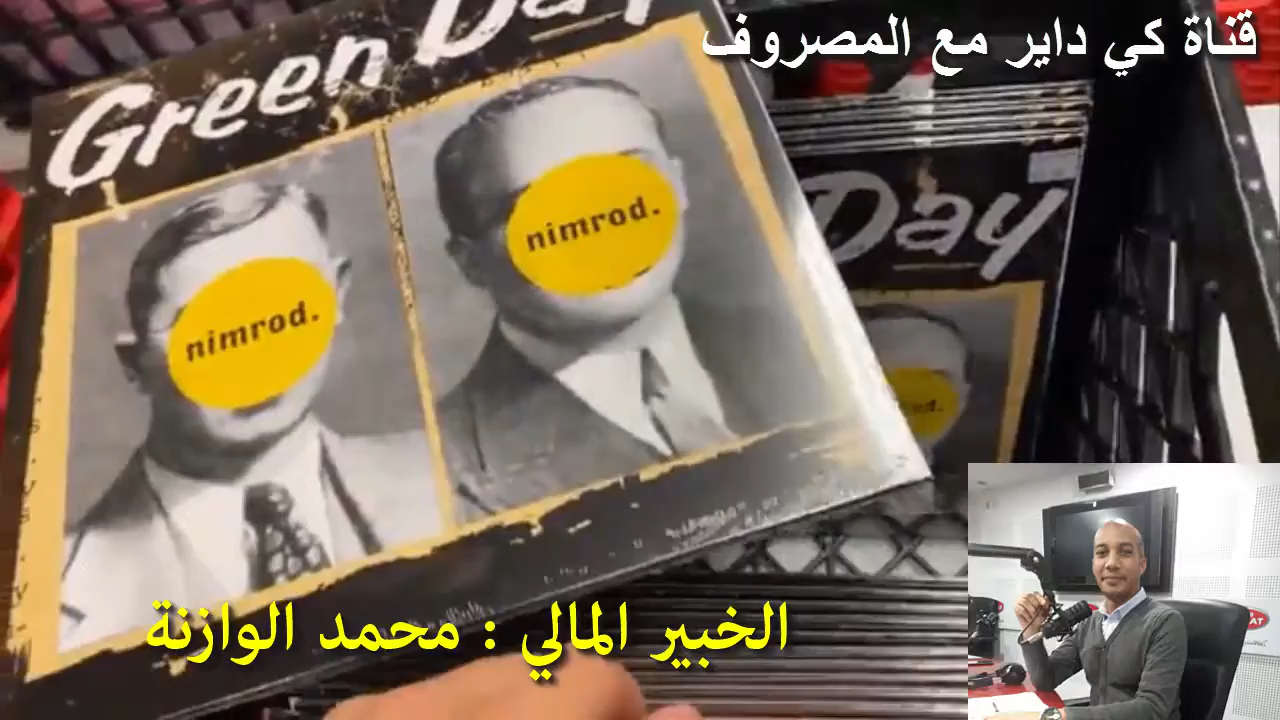 قناة كي داير مع المصروف
Green Day
nimrod.
nimrod.
Day
الخبير المالي : محمد الوازنة